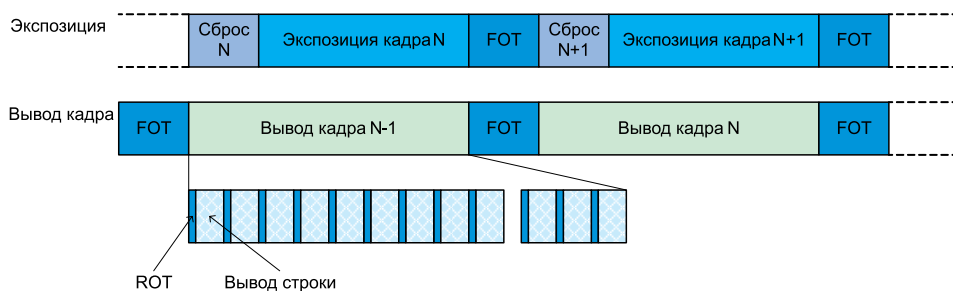 Экспозиция
Сброс
N
Экспозиция кадра N
FOT
Сброс
N+1
Экспозиция кадра N+1
FOT
Вывод кадра
FOT
Вывод кадра N-1
FOT
Вывод кадра N
FOT
ROT
Вывод строки